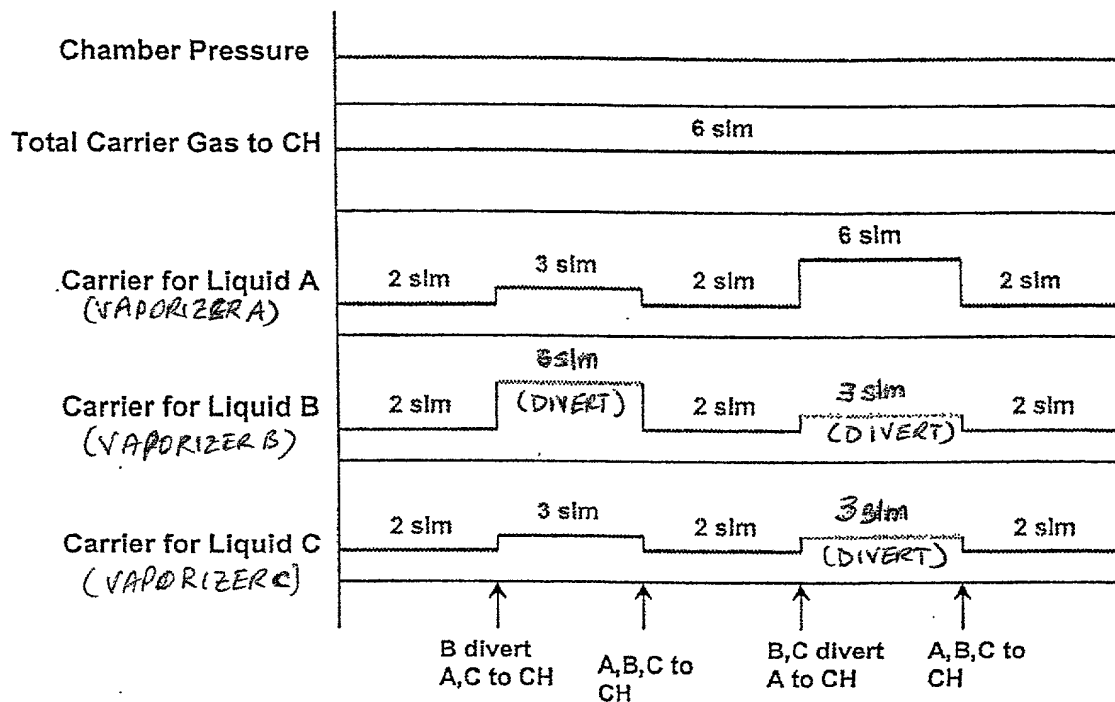 Chamber Pressure
Total Carrier Gas to CH
6 slm
6 slm
Carrier for Liquid A
(VAPORIZER A)
2 slm
3 slm
2 slm
2 slm
6 slm
Carrier for Liquid B
(VAPORIZER B)
2 slm
(DIVERT)
2 slm
3 slm
(DIVERT)
2 slm
Carrier for Liquid C
(VAPORIZER C)
2 slm
3 slm
2 slm
3 slm
(DIVERT)
2 slm
B divert
A,C to CH
A,B,C to
CH
B,C divert
A to CH
A,B,C to
CH